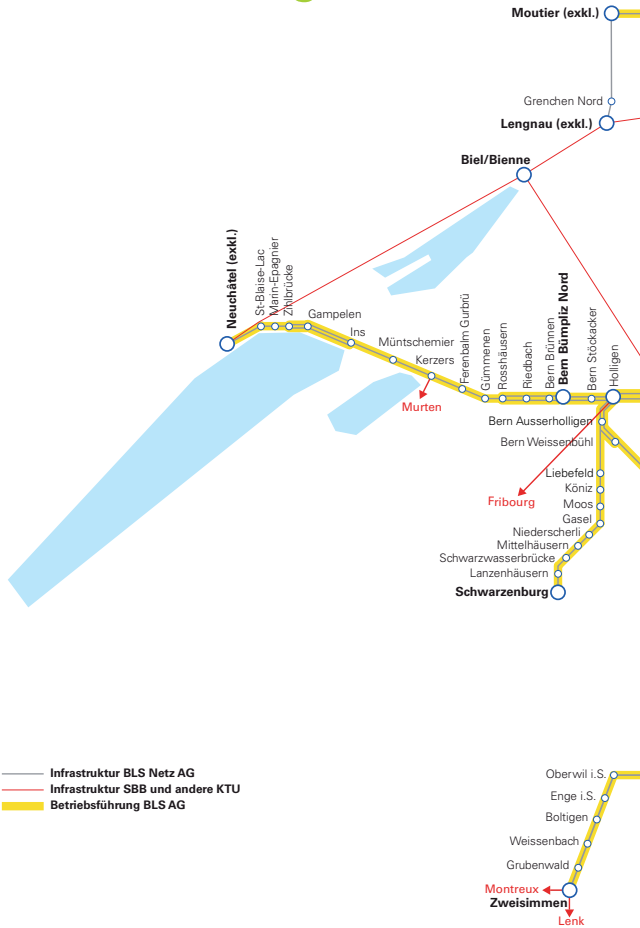 Moutier (exkl.)
Grenchen Nord
Lengnau (exkl.)
Biel/Bienne
Neuchâtel (exkl.)
St-Blaise-Lac
Marin-Epagnier
Zihlbrücke
Gampelen
Ins
Müntschemier
Kerzers
Murten
Ferenbalm Gurbrü
Gümmenen
Rosshäusern
Riedbach
Bern Brünnen
Bern Bümpliz Nord
Bern Stöckacker
Holligen
Bern Ausserholligen
Bern Weissenbühl
Liebefeld
Fribourg
Köniz
Moos
Gasel
Niederscherli
Mittelhäusern
Schwarzwasserbrücke
Lanzenhäusern
Schwarzenburg
Infrastruktur BLS Netz AG
Infrastruktur SBB und andere KTU
Betriebsführung BLS AG
Oberwil i.S.
Enge i.S.
Boltigen
Weissenbach
Grubenwald
Montreux
Zweisimmen
Lenk